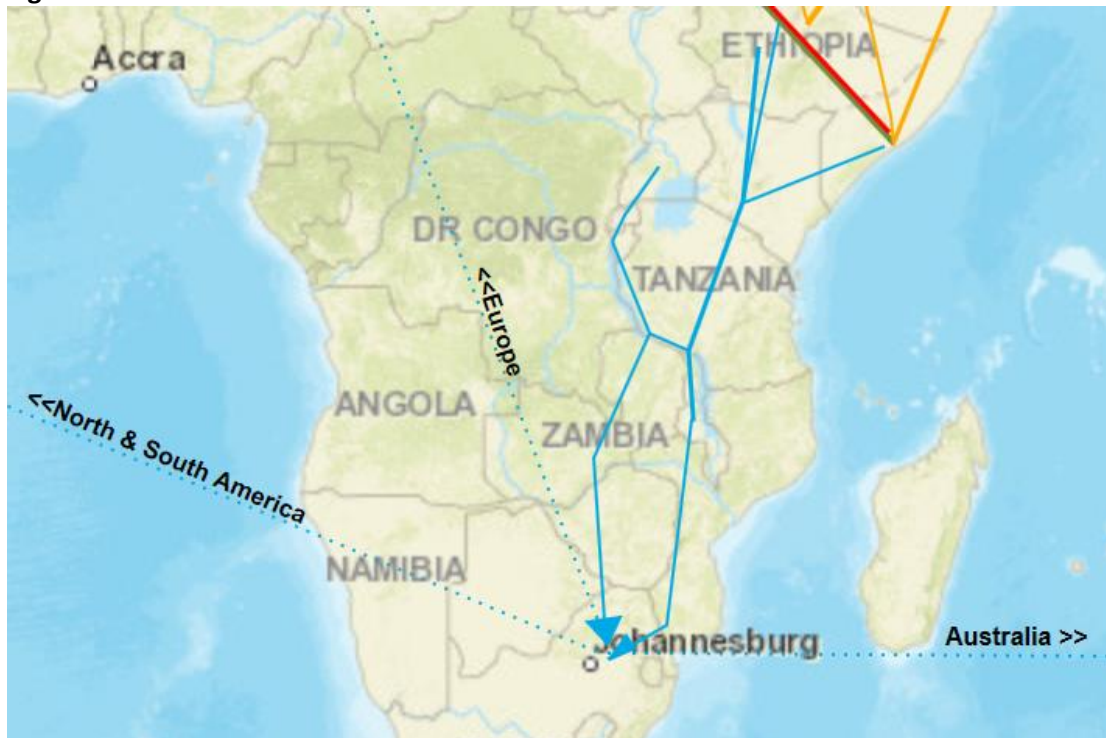 Accra
ETHIOPIA
DR CONGO
TANZANIA
<<Europe
ANGOLA
<<North & South America
ZAMBIA
NAMIBIA
Johannesburg
Australia >>